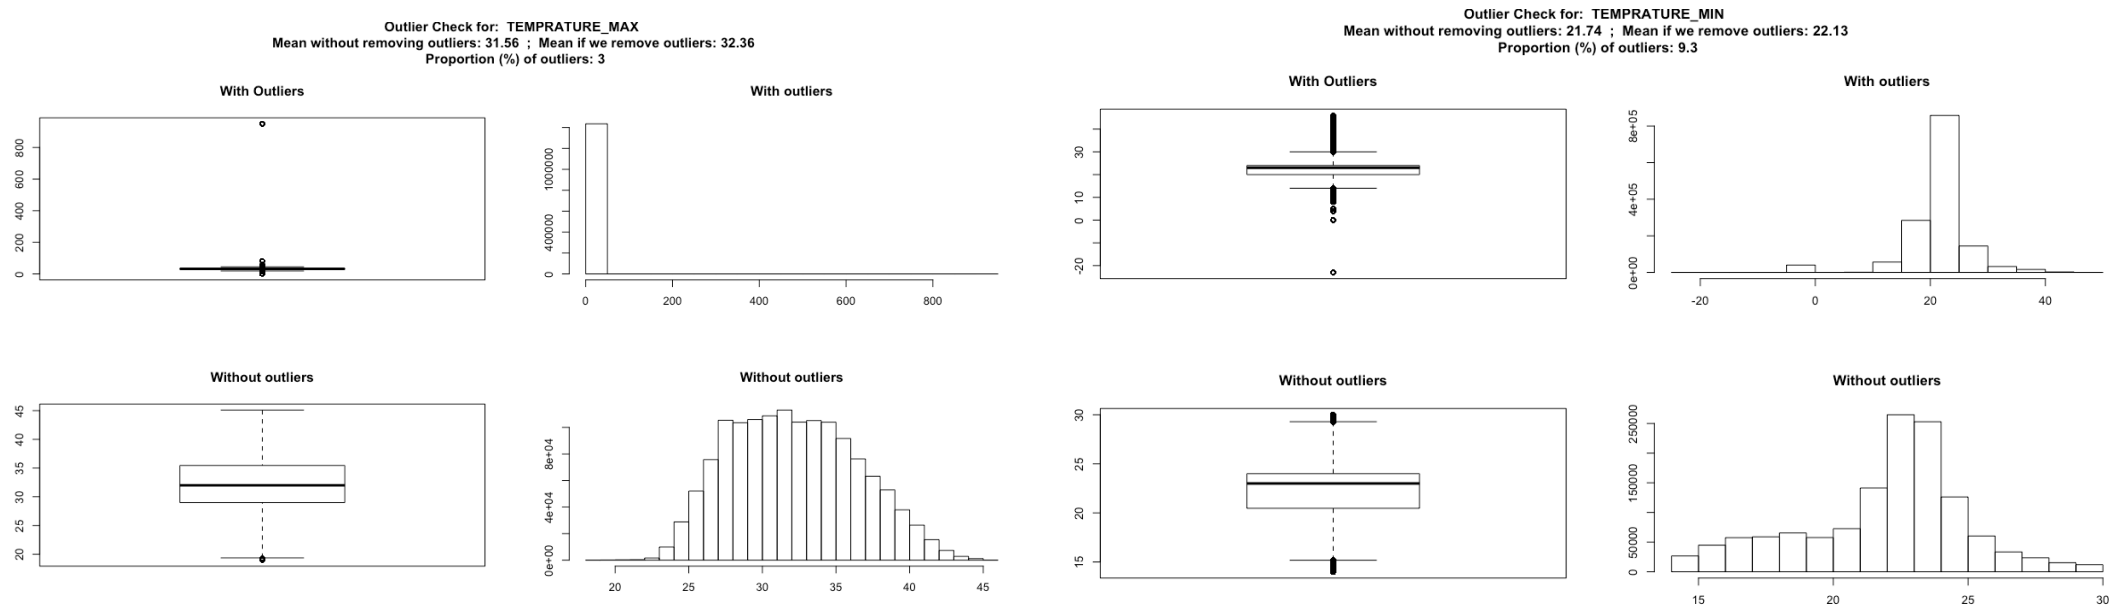 Outlier Check for:  TEMPRATURE_MAX
Mean without removing outliers: 31.56  ;  Mean if we remove outliers: 32.36
Proportion (%) of outliers: 3
With Outliers
0
200
400
600
800
With outliers
0
400000
1000000
0
200
400
600
800
Without outliers
20
25
30
35
40
45
Without outliers
0e+00
4e+04
8e+04
20
25
30
35
40
45
Outlier Check for:  TEMPRATURE_MIN
Mean without removing outliers: 21.74  ;  Mean if we remove outliers: 22.13
Proportion (%) of outliers: 9.3
With Outliers
-20
0
10
30
With outliers
0e+00
4e+05
8e+05
-20
0
20
40
Without outliers
15
20
25
30
Without outliers
0
50000
150000
250000
15
20
25
30